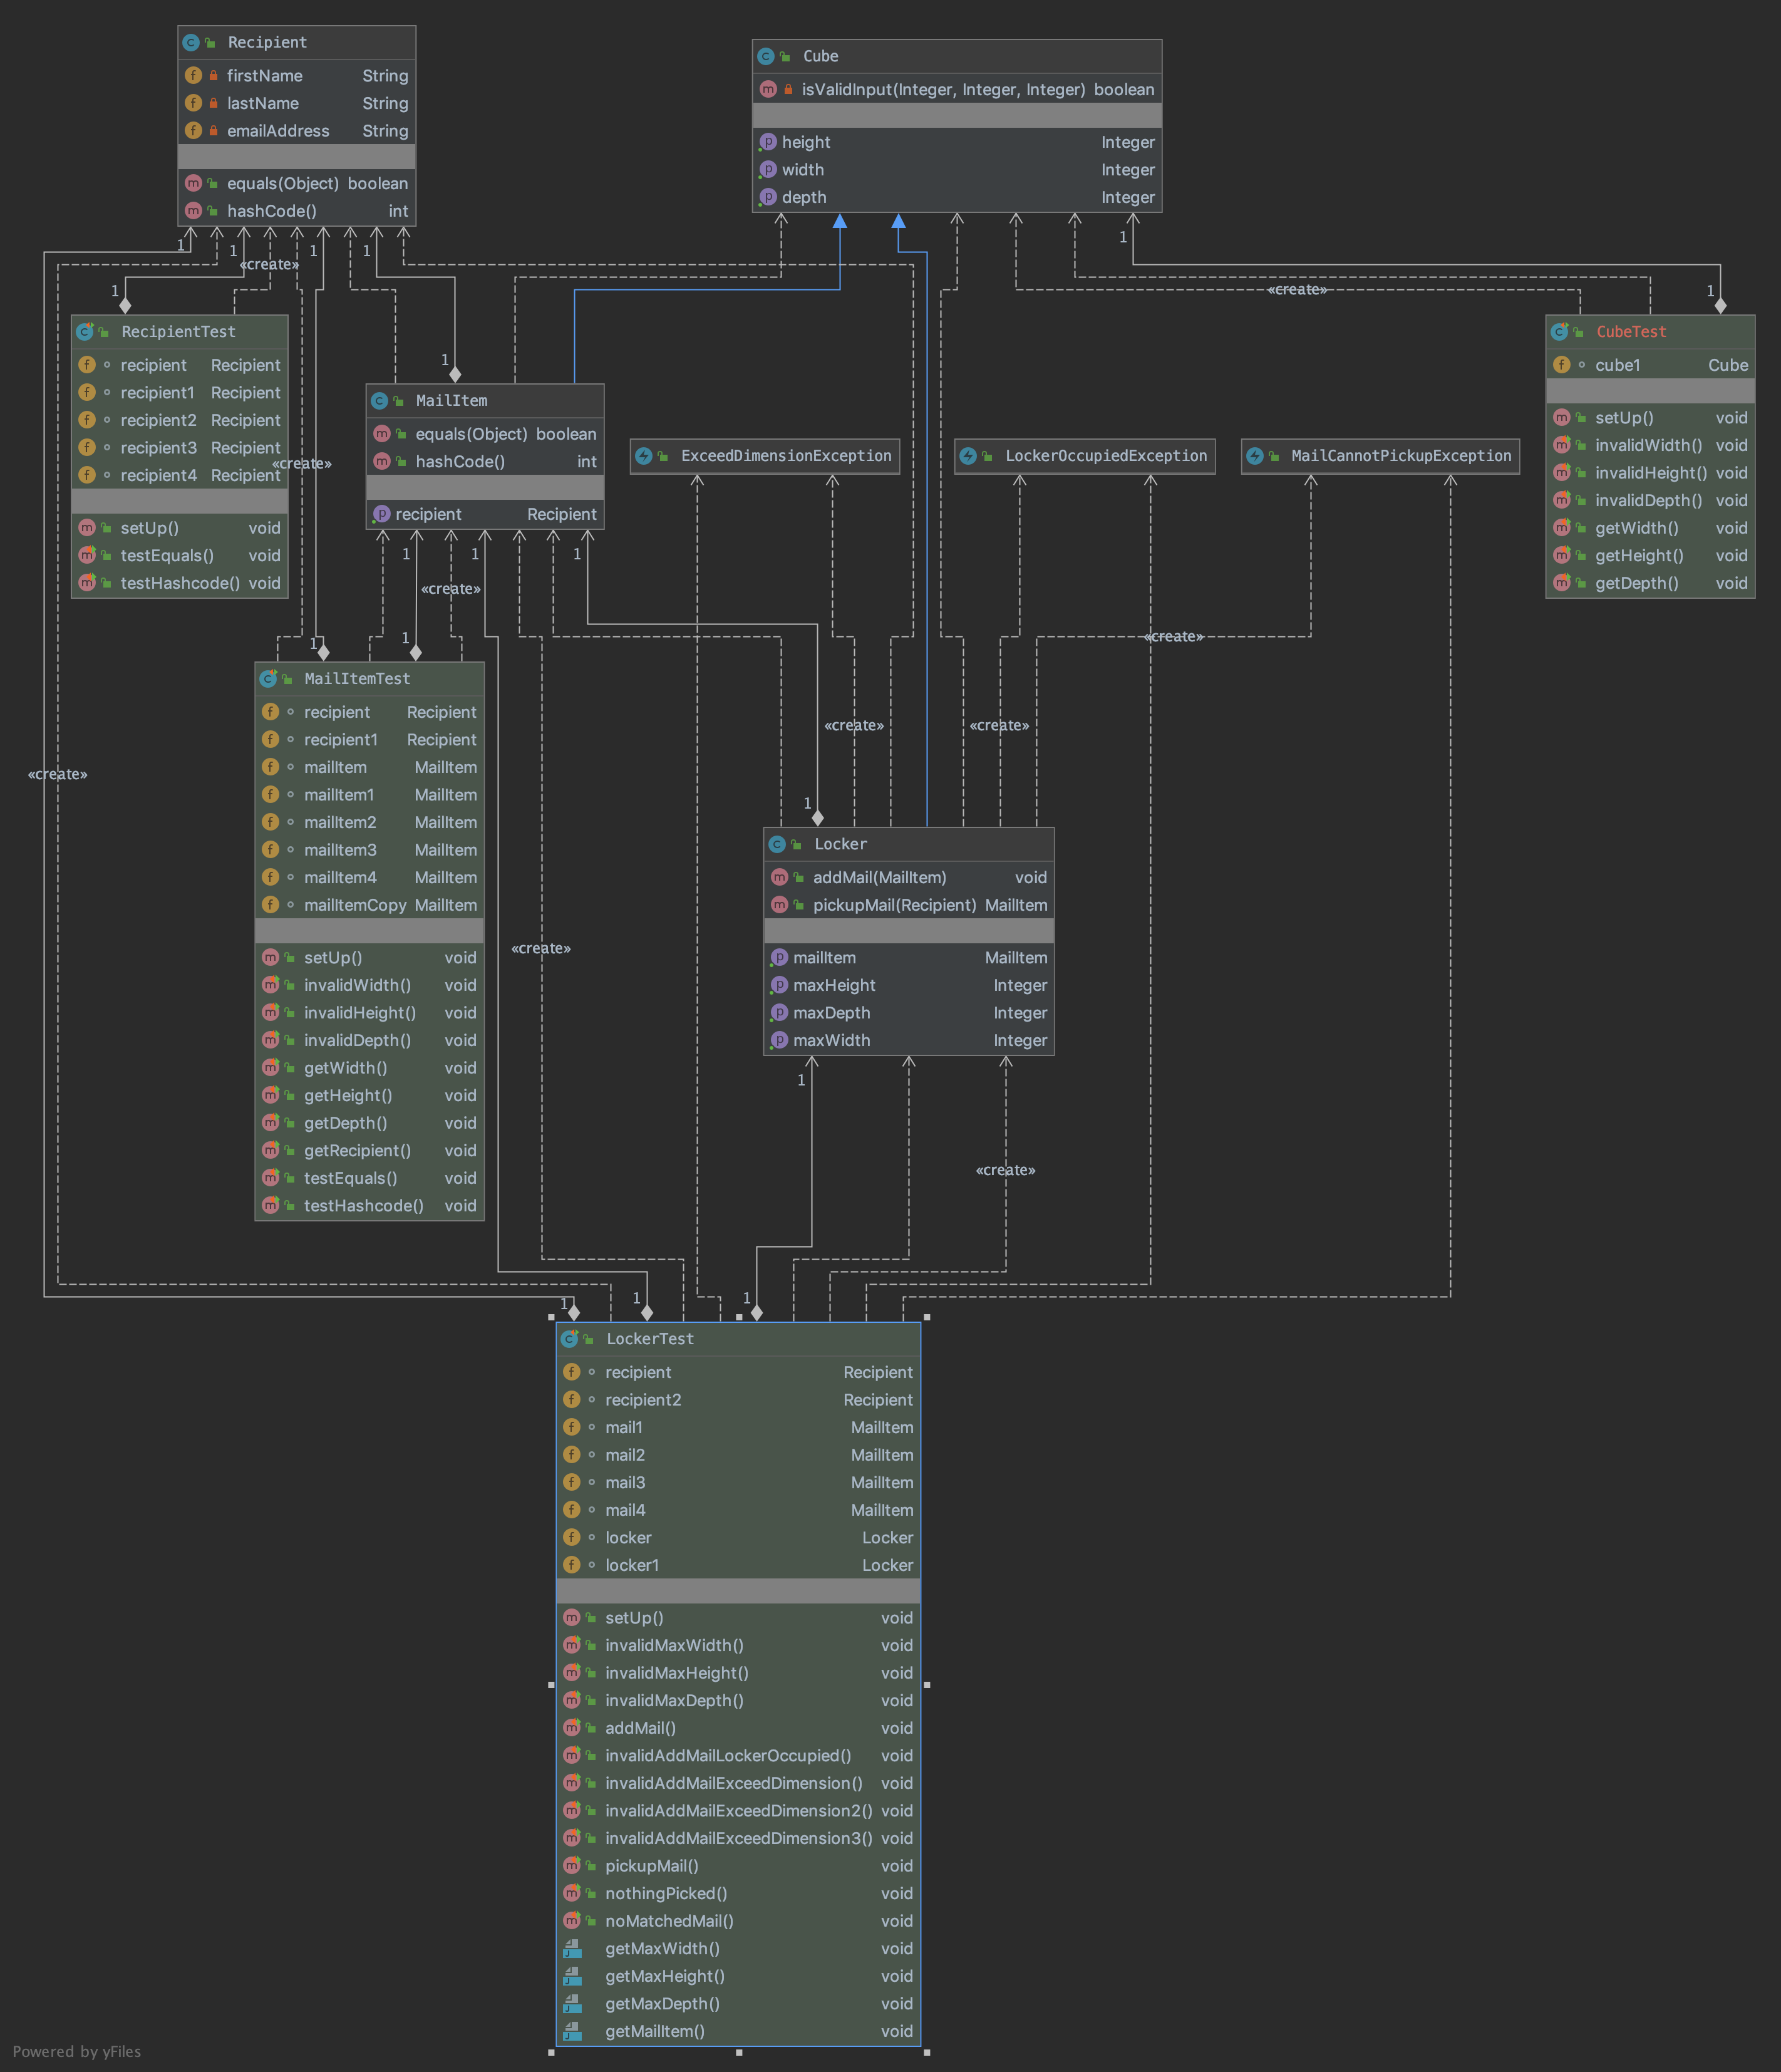 Recipient
firstName String
lastName String
emailAddress String
equals(Object) boolean
hashCode() int
Cube
isValidInput(Integer, Integer, Integer) boolean
height Integer
width Integer
depth Integer
1
1
1
1
1
«create»
«create»
1
1
RecipientTest
recipient Recipient
recipient1 Recipient
recipient2 Recipient
recipient3 Recipient
recipient4 Recipient
setUp() void
testEquals() void
testHashcode() void
«create»
CubeTest
cube1 Cube
setUp() void
invalidWidth() void
invalidHeight() void
invalidDepth() void
getWidth() void
getHeight() void
getDepth() void
1
MailItem
equals(Object) boolean
hashCode() int
recipient Recipient
ExceedDimensionException
LockerOccupiedException
MailCannotPickupException
1
1
1
«create»
«create»
1
1
MailItemTest
recipient Recipient
recipient1 Recipient
mailItem MailItem
mailItem1 MailItem
mailItem2 MailItem
mailItem3 MailItem
mailItem4 MailItem
mailItemCopy MailItem
setUp() void
invalidWidth() void
invalidHeight() void
invalidDepth() void
getWidth() void
getHeight() void
getDepth() void
getRecipient() void
testEquals() void
testHashcode() void
«create»
«create»
«create»
«create»
1
Locker
addMail(MailItem) void
pickupMail(Recipient) MailItem
mailItem MailItem
maxHeight Integer
maxDepth Integer
maxWidth Integer
1
«create»
1
1
1
LockerTest
recipient Recipient
recipient2 Recipient
mail1 MailItem
mail2 MailItem
mail3 MailItem
mail4 MailItem
locker Locker
locker1 Locker
setUp() void
invalidMaxWidth() void
invalidMaxHeight() void
invalidMaxDepth() void
addMail() void
invalidAddMailLockerOccupied() void
invalidAddMailExceedDimension() void
invalidAddMailExceedDimension2() void
invalidAddMailExceedDimension3() void
pickupMail() void
nothingPicked() void
noMatchedMail() void
getMaxWidth() void
getMaxHeight() void
getMaxDepth() void
getMailItem() void
Powered by yFiles